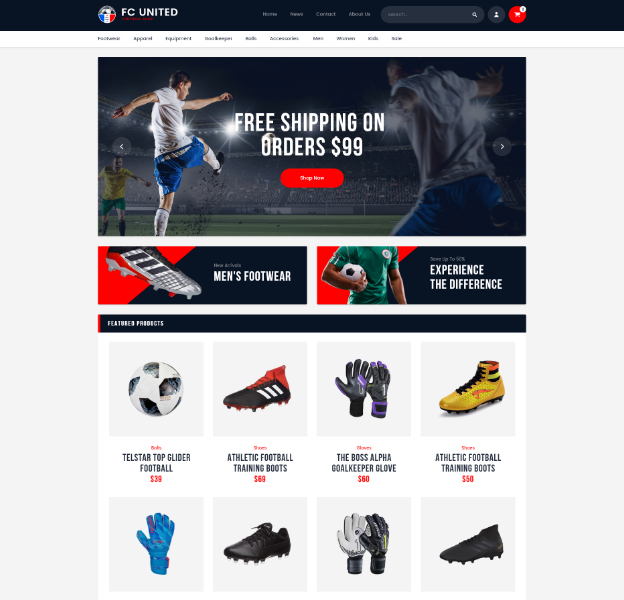 FC UNITED
Home News Contact About Us Search...
Footwear Apparel Equipment Goalkeeper Balls Accessories Men Women Kids Sale
FREE SHIPPING ON
ORDERS $99
Shop Now
New Arrivals
MEN'S FOOTWEAR
Save Up To 50%
EXPERIENCE
THE DIFFERENCE
FEATURED PRODUCTS
Balls
TELSTAR TOP GLIDER
FOOTBALL
$39
Shoes
ATHLETIC FOOTBALL
TRAINING BOOTS
$69
Gloves
THE BOSS ALPHA
GOALKEEPER GLOVE
$60
Shoes
ATHLETIC FOOTBALL
TRAINING BOOTS
$50